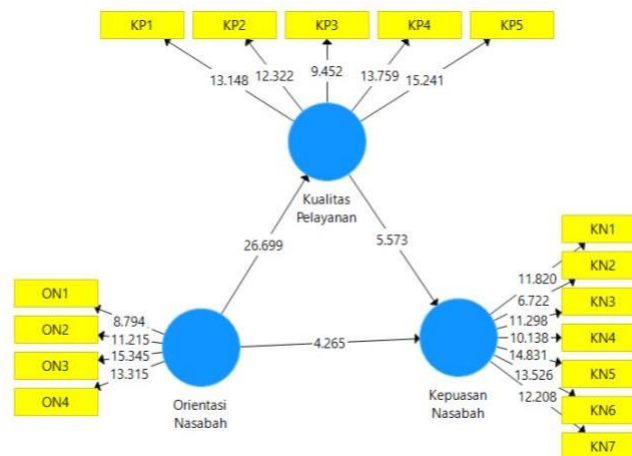 KP1
KP2
KP3
KP4
KP5
13.148
12.322
9.452
13.759
15.241
Kualitas
Pelayanan
26.699
5.573
KN1
KN2
KN3
KN4
KN5
KN6
KN7
11.820
6.722
11.298
10.138
14.831
13.526
12.208
ON1
ON2
ON3
ON4
8.794
11.215
15.345
13.315
4.265
Orientasi
Nasabah
Kepuasan
Nasabah